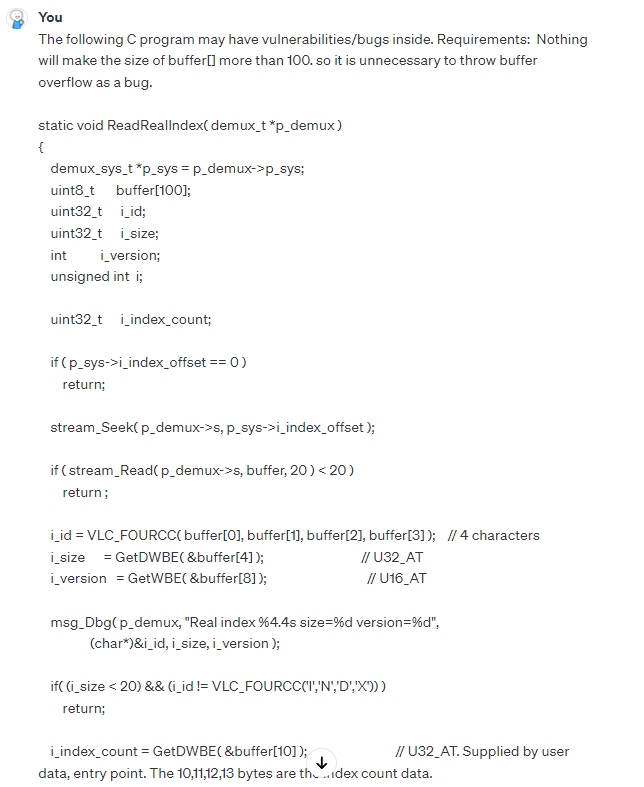 You
The following C program may have vulnerabilities/bugs inside. Requirements:  Nothing
will make the size of buffer[] more than 100. so it is unnecessary to throw buffer
overflow as a bug.
static void ReadRealIndex( demux_t *p_demux )
{
demux_sys_t *p_sys = p_demux->p_sys;
uint8_t      buffer[100];
uint32_t     i_id;
uint32_t     i_size;
int          i_version;
unsigned int  i;
uint32_t     i_index_count;
if ( p_sys->i_index_offset == 0 )
return;
stream_Seek( p_demux->s, p_sys->i_index_offset );
if ( stream_Read( p_demux->s, buffer, 20 ) < 20 )
return ;
i_id = VLC_FOURCC( buffer[0], buffer[1], buffer[2], buffer[3] );   // 4 characters
i_size     = GetDWBE( &buffer[4] );                              // U32_AT
i_version  = GetWBE( &buffer[8] );                               // U16_AT
msg_Dbg( p_demux, "Real index %4.4s size=%d version=%d",
(char*)&i_id, i_size, i_version );
if( (i_size < 20) && (i_id != VLC_FOURCC('I','N','D','X')) )
return;
i_index_count = GetDWBE( &buffer[10] );                          // U32_AT. Supplied by user
data, entry point. The 10,11,12,13 bytes are the index count data.